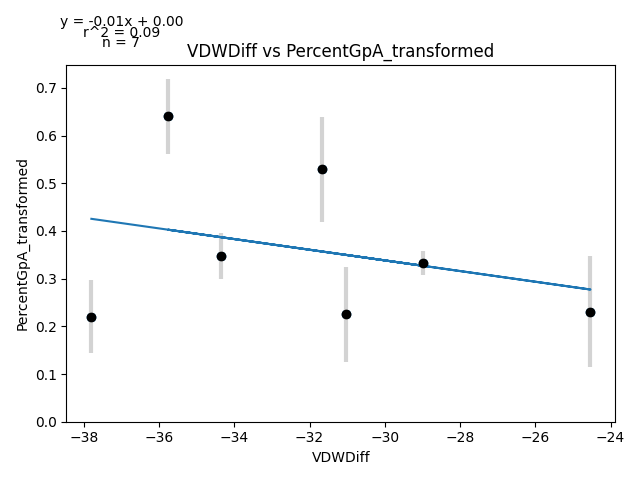 y = -0.01x + 0.00
r^2 = 0.09
n = 7
VDWDiff vs PercentGpA_transformed
0.7
0.6
0.5
0.4
0.3
0.2
0.1
0.0
PercentGpA_transformed
−38 −36 −34 −32 −30 −28 −26 −24
VDWDiff